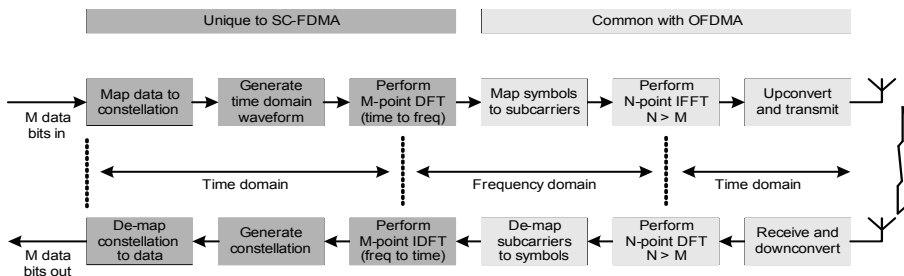 Unique to SC-FDMA
Common with OFDMA
Map data to
constellation
Generate
time domain
waveform
Perform
M-point DFT
(time to freq)
Map symbols
to subcarriers
Perform
N-point IFFT
N > M
Upconvert
and transmit
M data
bits in
Time domain
Frequency domain
Time domain
De-map
constellation
to data
Generate
constellation
Perform
M-point IDFT
(freq to time)
De-map
subcarriers
to symbols
Perform
N-point DFT
N > M
Receive and
downconvert
M data
bits out